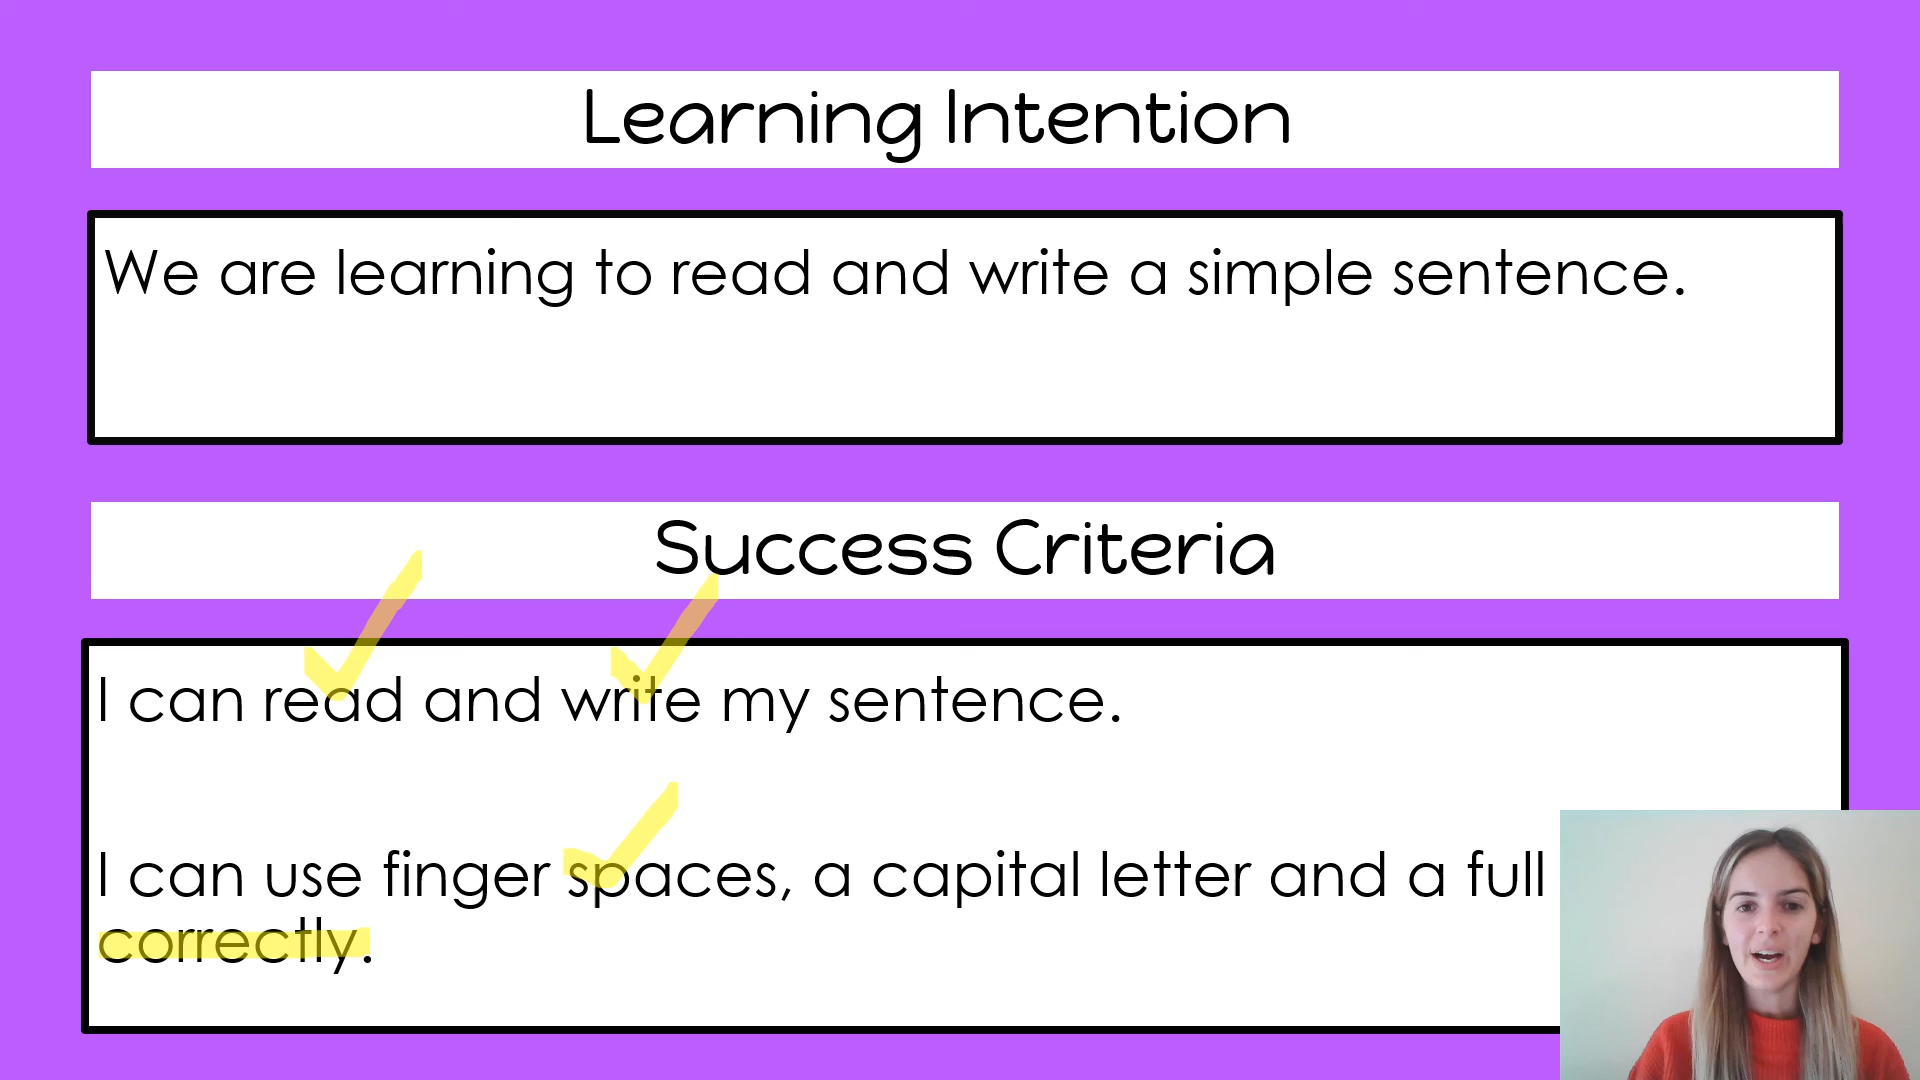 Learning Intention
We are learning to read and write a simple sentence.
Success Criteria
I can read and write my sentence.
I can use finger spaces, a capital letter and a full
correctly.